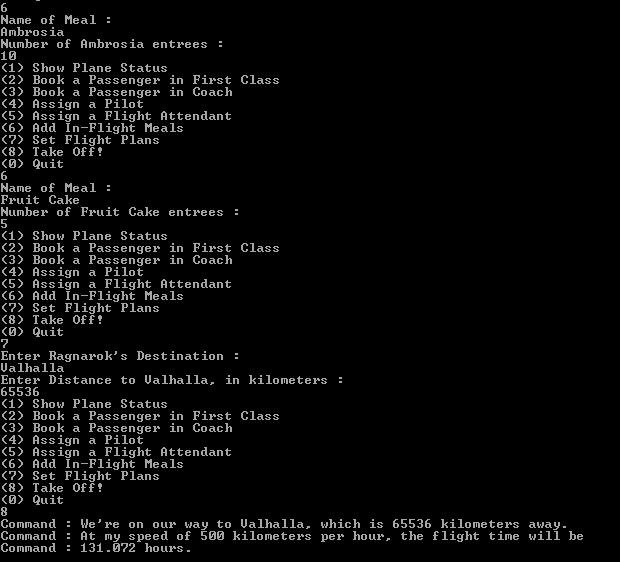 6
Name of Meal :
Ambrosia
Number of Ambrosia entrees :
10
(1) Show Plane Status
(2) Book a Passenger in First Class
(3) Book a Passenger in Coach
(4) Assign a Pilot
(5) Assign a Flight Attendant
(6) Add In-Flight Meals
(7) Set Flight Plans
(8) Take Off!
(0) Quit
6
Name of Meal :
Fruit Cake
Number of Fruit Cake entrees :
5
(1) Show Plane Status
(2) Book a Passenger in First Class
(3) Book a Passenger in Coach
(4) Assign a Pilot
(5) Assign a Flight Attendant
(6) Add In-Flight Meals
(7) Set Flight Plans
(8) Take Off!
(0) Quit
7
Enter Ragnarok's Destination :
Valhalla
Enter Distance to Valhalla, in kilometers :
65536
(1) Show Plane Status
(2) Book a Passenger in First Class
(3) Book a Passenger in Coach
(4) Assign a Pilot
(5) Assign a Flight Attendant
(6) Add In-Flight Meals
(7) Set Flight Plans
(8) Take Off!
(0) Quit
8
Command : We're on our way to Valhalla, which is 65536 kilometers away.
Command : At my speed of 500 kilometers per hour, the flight time will be
Command : 131.072 hours.